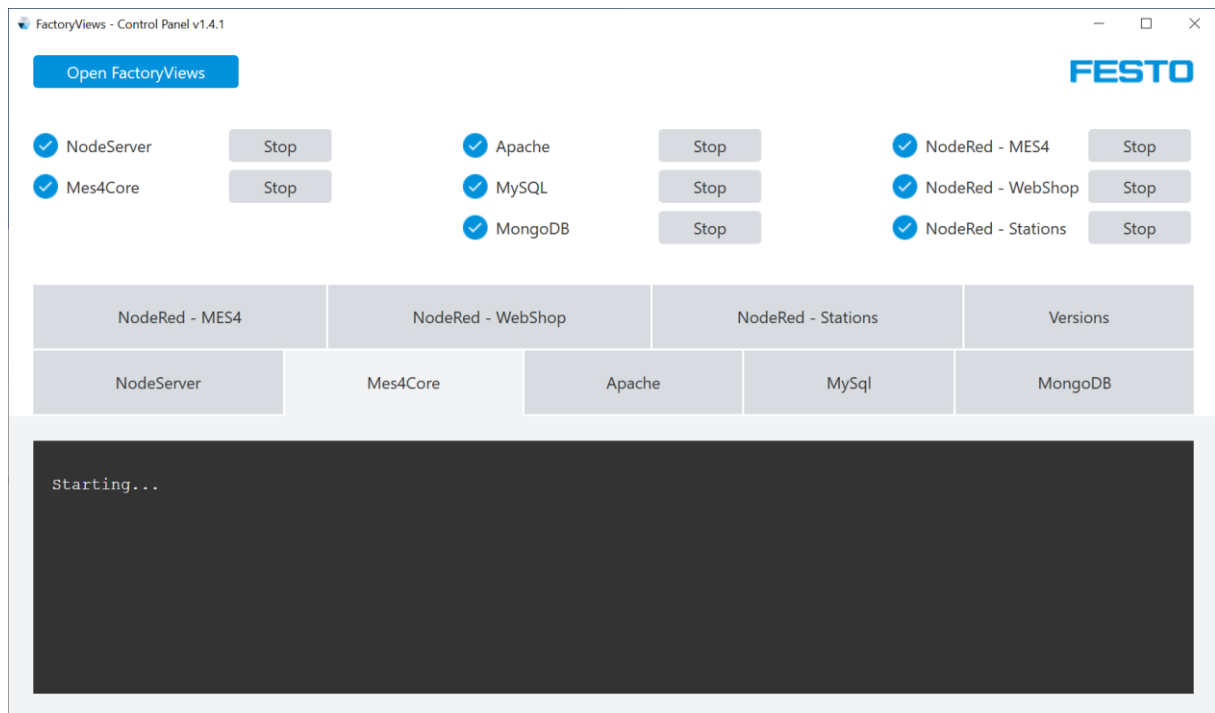 FactoryViews - Control Panel v1.4.1
Open FactoryViews
FESTO
NodeServer Stop Apache Stop NodeRed - MES4 Stop
Mes4Core Stop MySQL Stop NodeRed - WebShop Stop
MongoDB Stop NodeRed - Stations Stop
NodeRed - MES4 NodeRed - WebShop NodeRed - Stations Versions
NodeServer Mes4Core Apache MySql MongoDB
Starting...